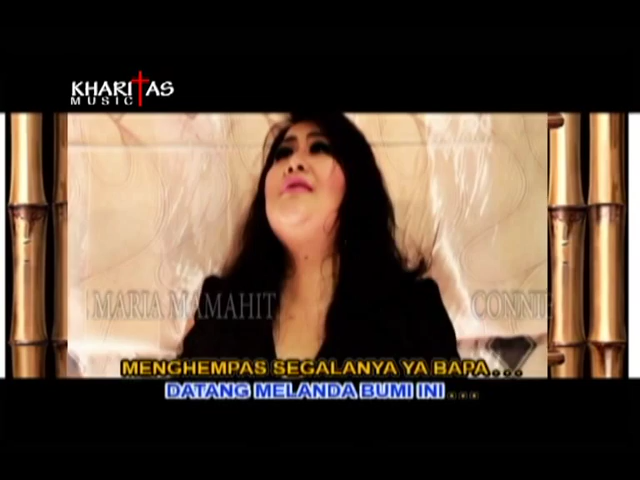 KHARITAS
MUSIC
MARIA MAMAHIT
CONNIE
MENGHEMPAS SEGALANYA YA BAPA...
DATANG MELANDA BUMI INI...